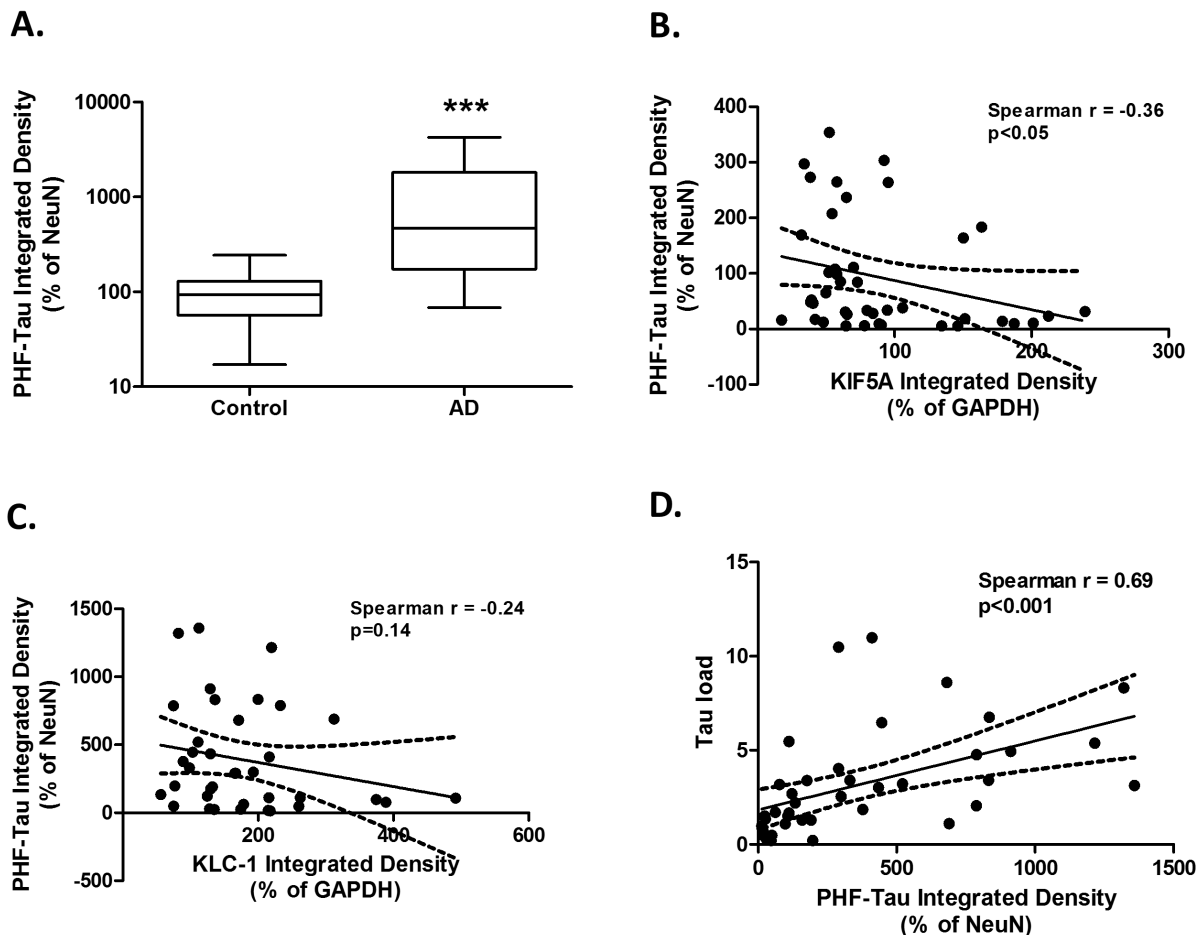 A.
PHF-Tau Integrated Density
(% of NeuN)
10000
1000
100
10
***
Control
AD
B.
PHF-Tau Integrated Density
(% of NeuN)
400
300
200
100
0
-100
Spearman r = -0.36
p<0.05
100
200
300
KIF5A Integrated Density
(% of GAPDH)
C.
PHF-Tau Integrated Density
(% of NeuN)
1500
1000
500
0
-500
Spearman r = -0.24
p=0.14
200
400
600
KLC-1 Integrated Density
(% of GAPDH)
D.
Tau load
15
10
5
0
Spearman r = 0.69
p<0.001
0
500
1000
1500
PHF-Tau Integrated Density
(% of NeuN)